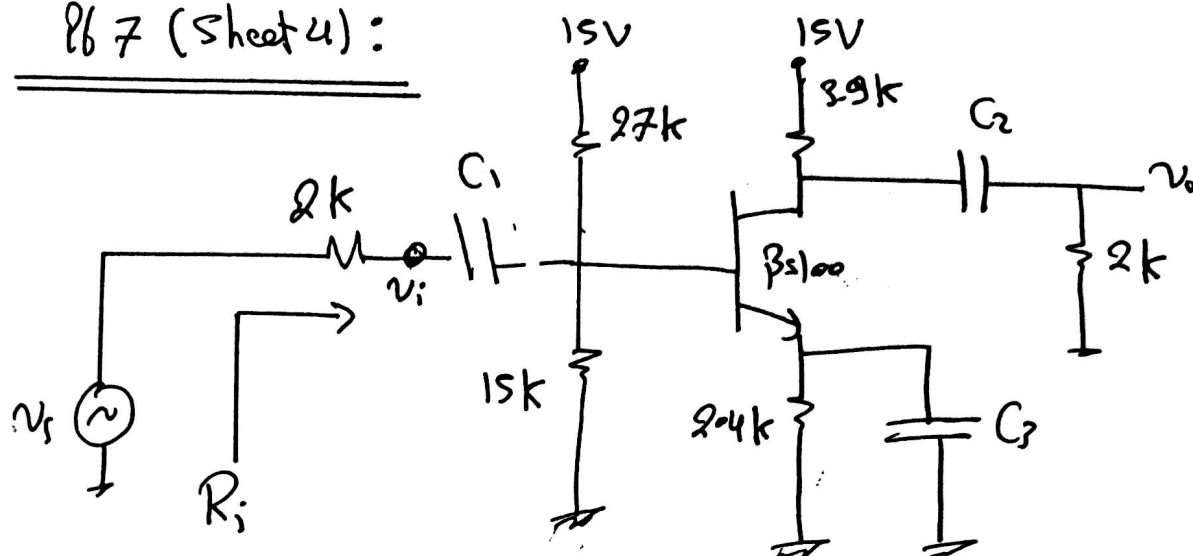 Pb 7 (Sheet 4):
15V
15V
27k
3.9k
C₂
C₁
2k
vᵢ
vₒ
β=100
2k
15k
2.4k
C₃
vₛ
Rᵢ